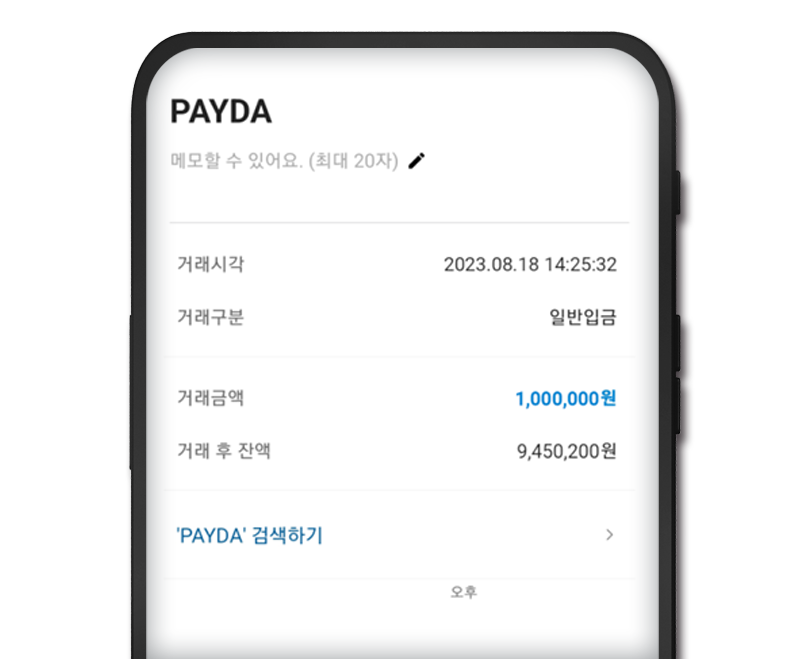 PAYDA
메모할 수 있어요. (최대 20자)
거래시각 2023.08.18 14:25:32
거래구분 일반입금
거래금액 1,000,000원
거래 후 잔액 9,450,200원
'PAYDA' 검색하기
오후